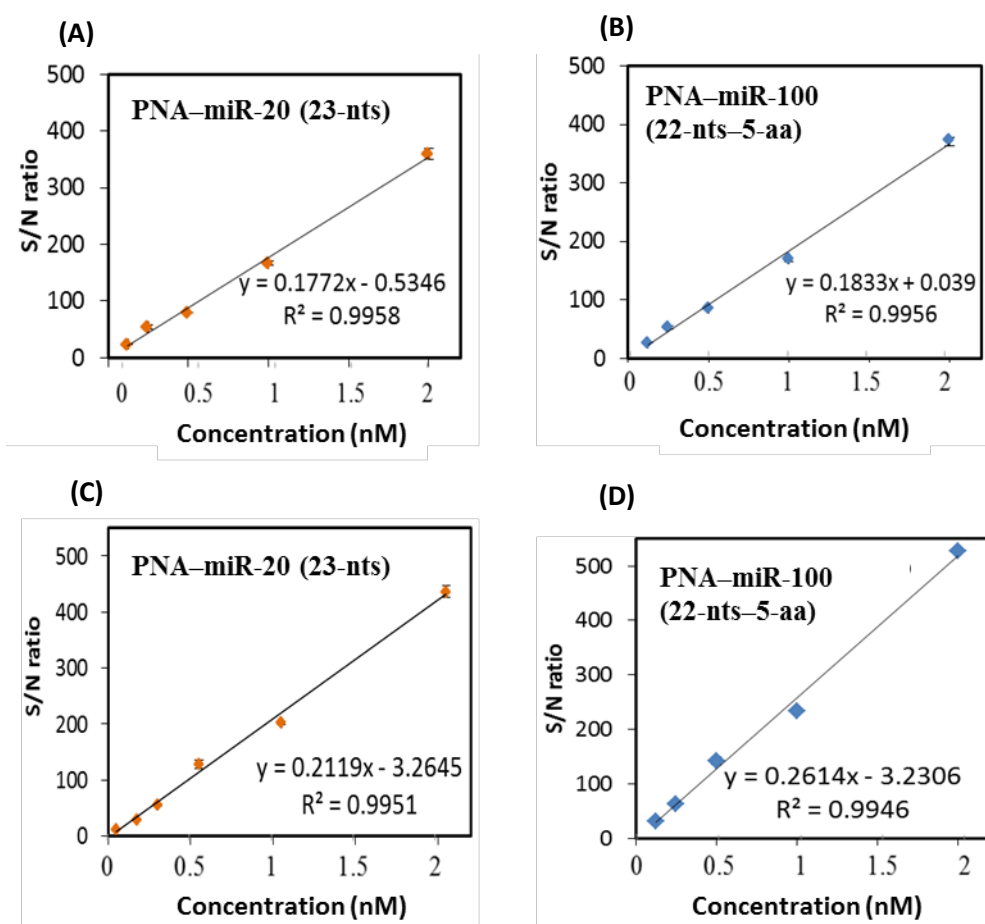 (A)
500
400
300
200
100
0
S/N ratio
PNA–miR-20 (23-nts)
y = 0.1772x - 0.5346
R² = 0.9958
0 0.5 1 1.5 2
Concentration (nM)
(B)
500
400
300
200
100
0
S/N ratio
PNA–miR-100
(22-nts–5-aa)
y = 0.1833x + 0.039
R² = 0.9956
0 0.5 1 1.5 2
Concentration (nM)
(C)
500
400
300
200
100
0
S/N ratio
PNA–miR-20 (23-nts)
y = 0.2119x - 3.2645
R² = 0.9951
0 0.5 1 1.5 2
Concentration (nM)
(D)
500
400
300
200
100
0
S/N ratio
PNA–miR-100
(22-nts–5-aa)
y = 0.2614x - 3.2306
R² = 0.9946
0 0.5 1 1.5 2
Concentration (nM)